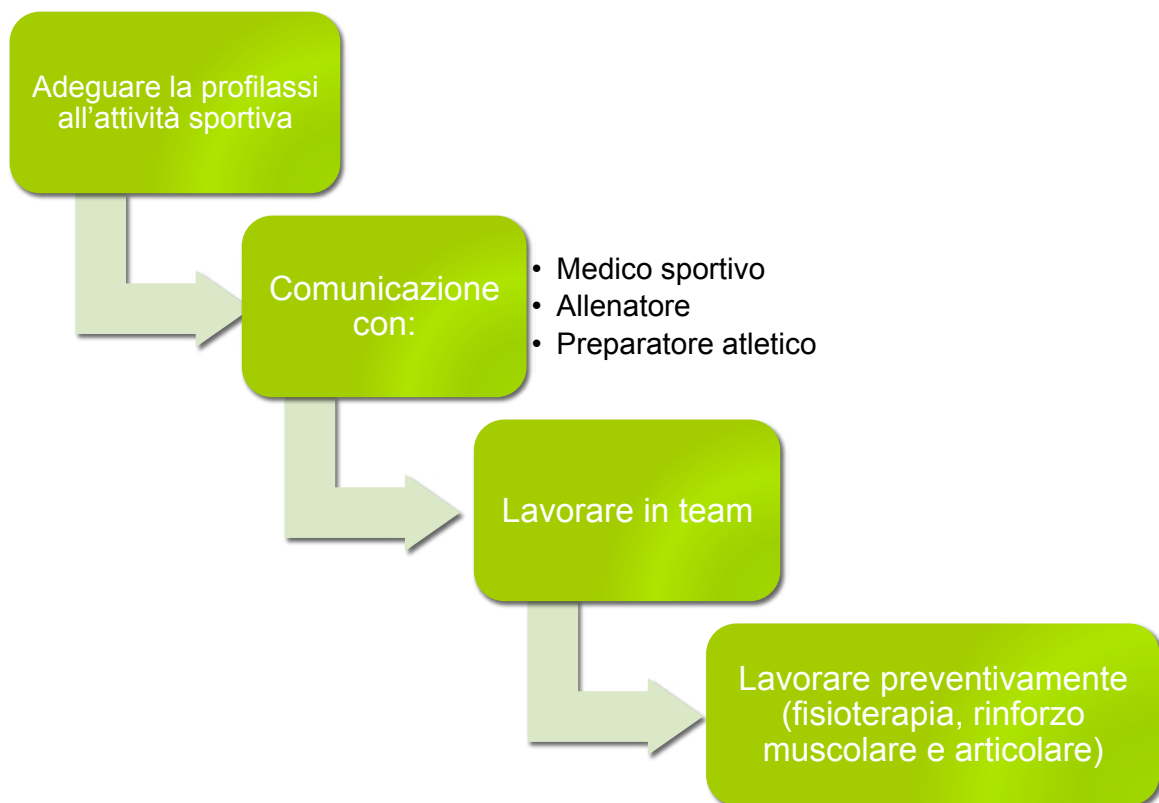 Adeguare la profilassi
all’attività sportiva
Comunicazione
con:
• Medico sportivo
• Allenatore
• Preparatore atletico
Lavorare in team
Lavorare preventivamente
(fisioterapia, rinforzo
muscolare e articolare)